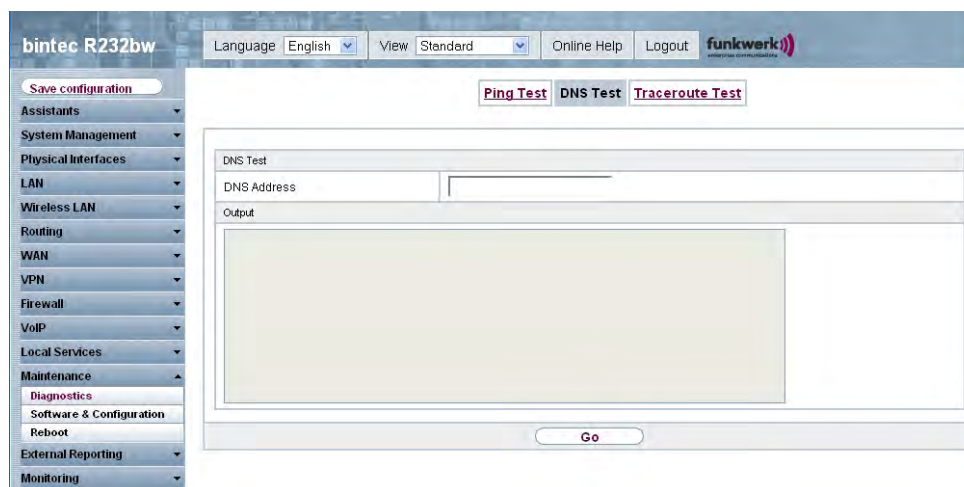 bintec R232bw
Language English View Standard Online Help Logout funkwerk
Save configuration
Assistants
System Management
Physical Interfaces
LAN
Wireless LAN
Routing
WAN
VPN
Firewall
VoIP
Local Services
Maintenance
Diagnostics
Software & Configuration
Reboot
External Reporting
Monitoring
Ping Test DNS Test Traceroute Test
DNS Test
DNS Address
Output
Go